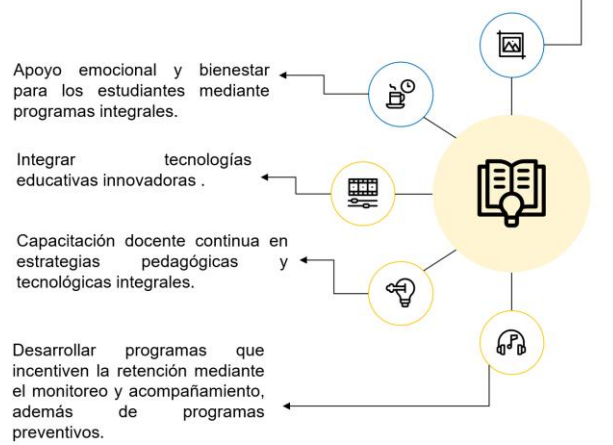 Apoyo emocional y bienestar
para los estudiantes mediante
programas integrales.
Integrar tecnologías
educativas innovadoras .
Capacitación docente continua en
estrategias pedagógicas y
tecnológicas integrales.
Desarrollar programas que
incentiven la retención mediante
el monitoreo y acompañamiento,
además de programas
preventivos.